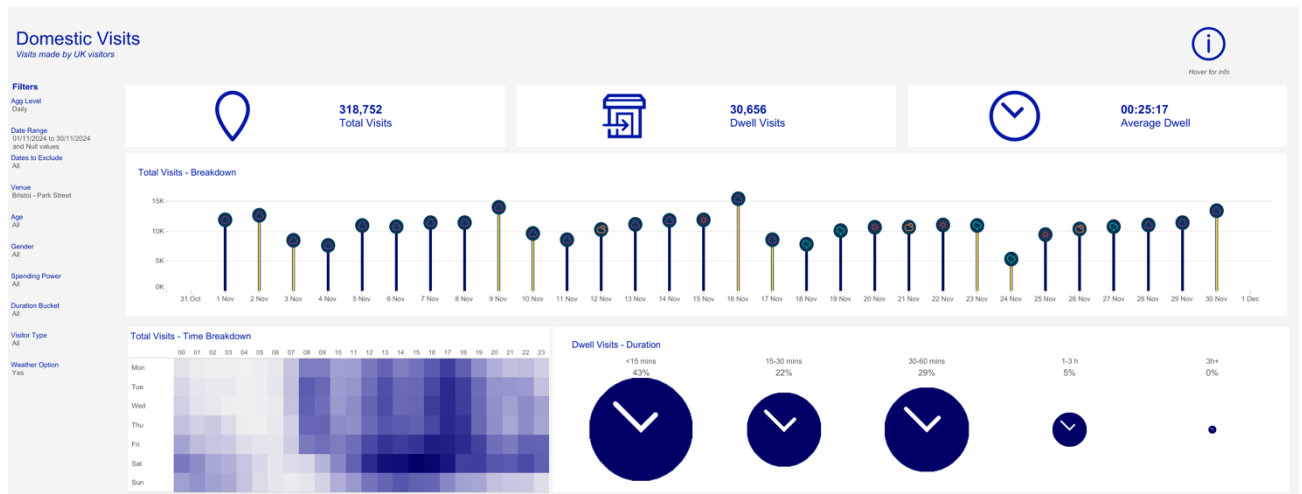 Domestic Visits
Visits made by UK visitors
Hover for info
Filters
Agg Level
Daily
Date Range
01/11/2024 to 30/11/2024
and Null values
Dates to Exclude
All
Venue
Bristol - Park Street
Age
All
Gender
All
Spending Power
All
Duration Bucket
All
Visitor Type
All
Weather Option
Yes
318,752
Total Visits
30,656
Dwell Visits
00:25:17
Average Dwell
Total Visits - Breakdown
15K
10K
5K
0K
31 Oct 1 Nov 2 Nov 3 Nov 4 Nov 5 Nov 6 Nov 7 Nov 8 Nov 9 Nov 10 Nov 11 Nov 12 Nov 13 Nov 14 Nov 15 Nov 16 Nov 17 Nov 18 Nov 19 Nov 20 Nov 21 Nov 22 Nov 23 Nov 24 Nov 25 Nov 26 Nov 27 Nov 28 Nov 29 Nov 30 Nov 1 Dec
Total Visits - Time Breakdown
00 01 02 03 04 05 06 07 08 09 10 11 12 13 14 15 16 17 18 19 20 21 22 23
Mon
Tue
Wed
Thu
Fri
Sat
Sun
Dwell Visits - Duration
<15 mins 15-30 mins 30-60 mins 1-3 h 3h+
43% 22% 29% 5% 0%